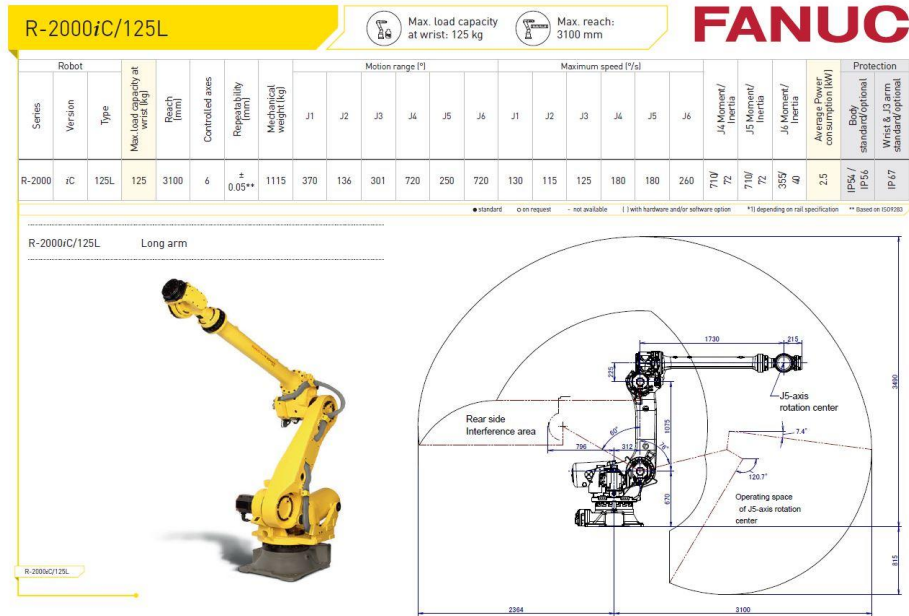 R-2000iC/125L
Max. load capacity
at wrist: 125 kg
Max. reach:
3100 mm
FANUC
Robot
Motion range (°)
Maximum speed (°/s)
Protection
Series
Version
Type
Max. load capacity at
wrist (kg)
Reach
(mm)
Controlled axes
Repeatability
(mm)
Mechanical
weight (kg)
J1
J2
J3
J4
J5
J6
J1
J2
J3
J4
J5
J6
J4 Moment/
Inertia
J5 Moment/
Inertia
J6 Moment/
Inertia
Average Power
consumption (kW)
Body
standard/optional
Wrist & J3 arm
standard/optional
R-2000 iC 125L 125 3100 6 ± 0.05** 1115 370 136 301 720 250 720 130 115 125 180 180 260 710/ 72 710/ 72 355/ 40 2.5 IP54 / IP56 IP67
● standard ○ on request - not available ( ) with hardware and/or software option *1) depending on rail specification ** Based on ISO9283
R-2000iC/125L Long arm
1730
215
225
3490
J5-axis
rotation center
Rear side
Interference area
1075
60°
76°
7.4°
796
312
120.7°
670
Operating space
of J5-axis rotation
center
815
R-2000iC/125L
2364
3100